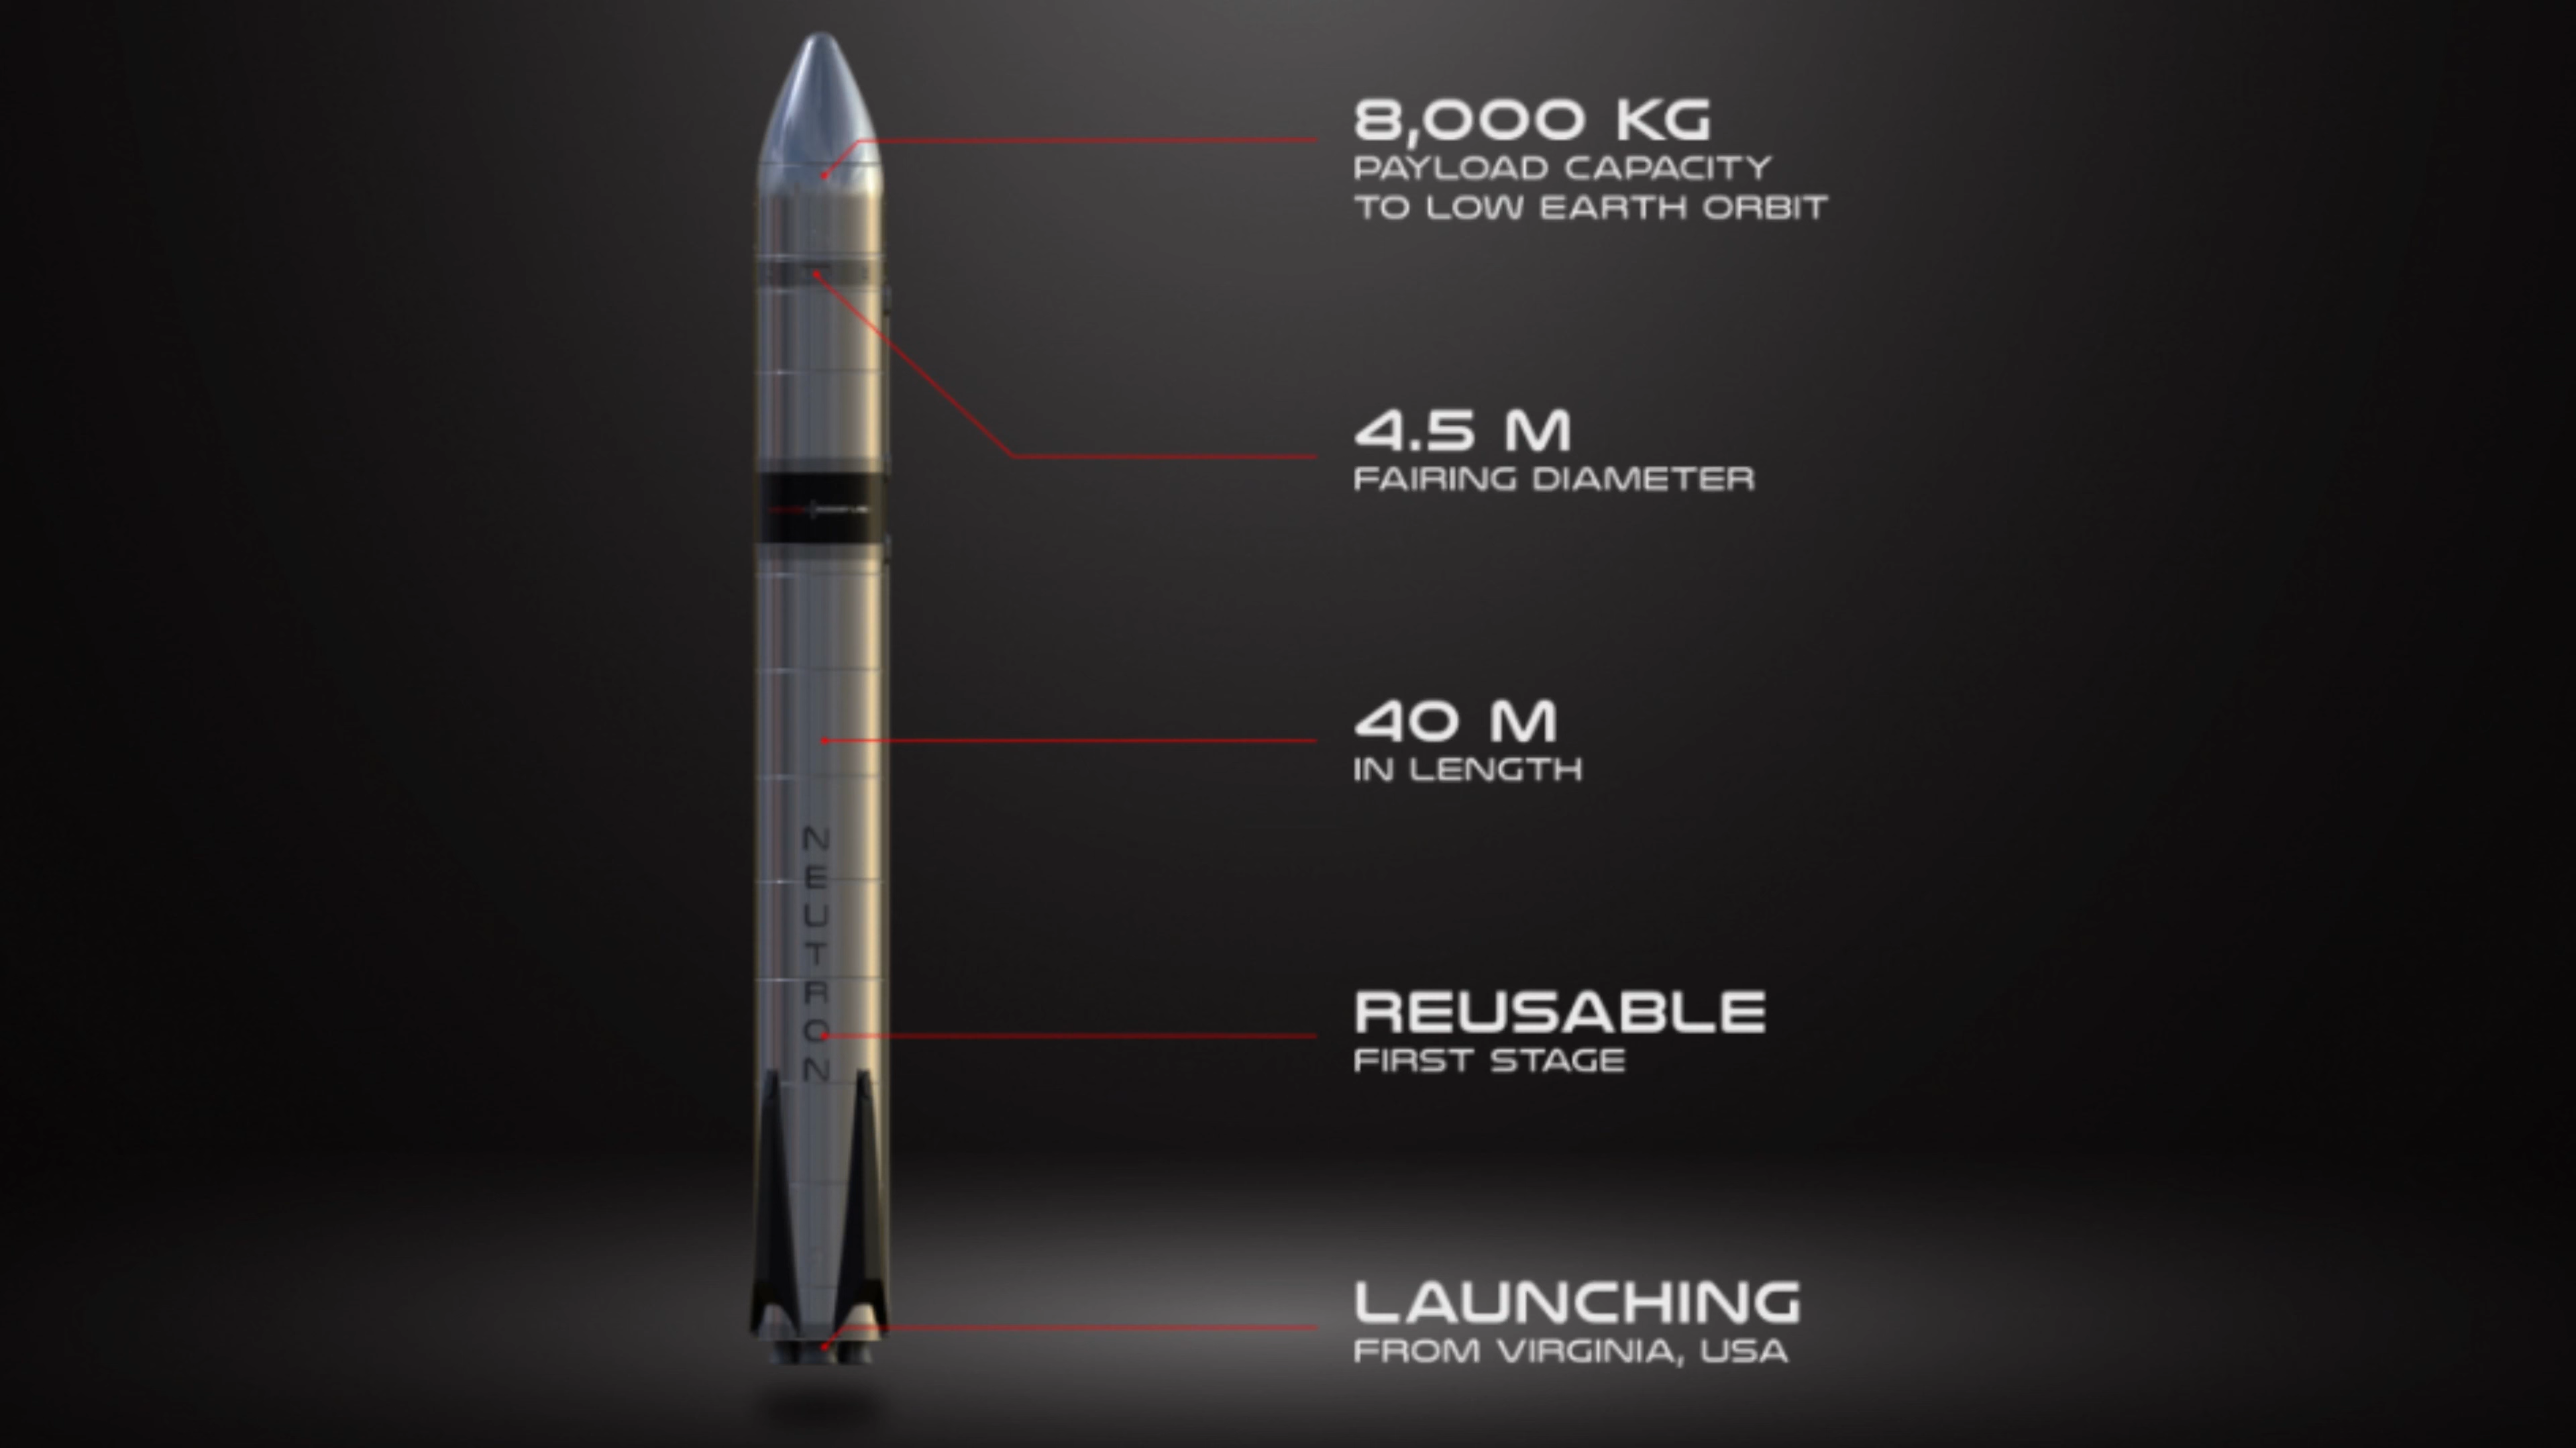 8,000 KG
PAYLOAD CAPACITY
TO LOW EARTH ORBIT
4.5 M
FAIRING DIAMETER
40 M
IN LENGTH
NEUTRON
REUSABLE
FIRST STAGE
LAUNCHING
FROM VIRGINIA, USA